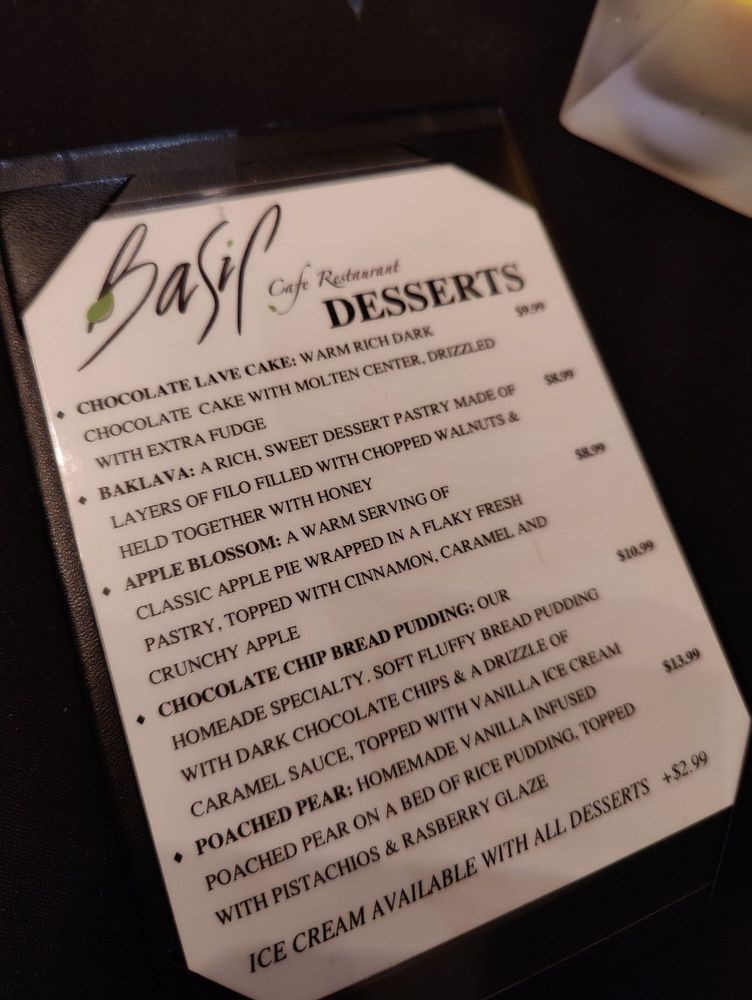 Basil Cafe Restaurant
DESSERTS
CHOCOLATE LAVE CAKE: WARM RICH DARK $9.99
CHOCOLATE CAKE WITH MOLTEN CENTER, DRIZZLED
WITH EXTRA FUDGE
BAKLAVA: A RICH, SWEET DESSERT PASTRY MADE OF $8.99
LAYERS OF FILO FILLED WITH CHOPPED WALNUTS &
HELD TOGETHER WITH HONEY
APPLE BLOSSOM: A WARM SERVING OF $8.99
CLASSIC APPLE PIE WRAPPED IN A FLAKY FRESH
PASTRY, TOPPED WITH CINNAMON, CARAMEL AND
CRUNCHY APPLE
CHOCOLATE CHIP BREAD PUDDING: OUR $10.99
HOMEADE SPECIALTY. SOFT FLUFFY BREAD PUDDING
WITH DARK CHOCOLATE CHIPS & A DRIZZLE OF
CARAMEL SAUCE, TOPPED WITH VANILLA ICE CREAM
POACHED PEAR: HOMEMADE VANILLA INFUSED $13.99
POACHED PEAR ON A BED OF RICE PUDDING, TOPPED
WITH PISTACHIOS & RASBERRY GLAZE
ICE CREAM AVAILABLE WITH ALL DESSERTS +$2.99